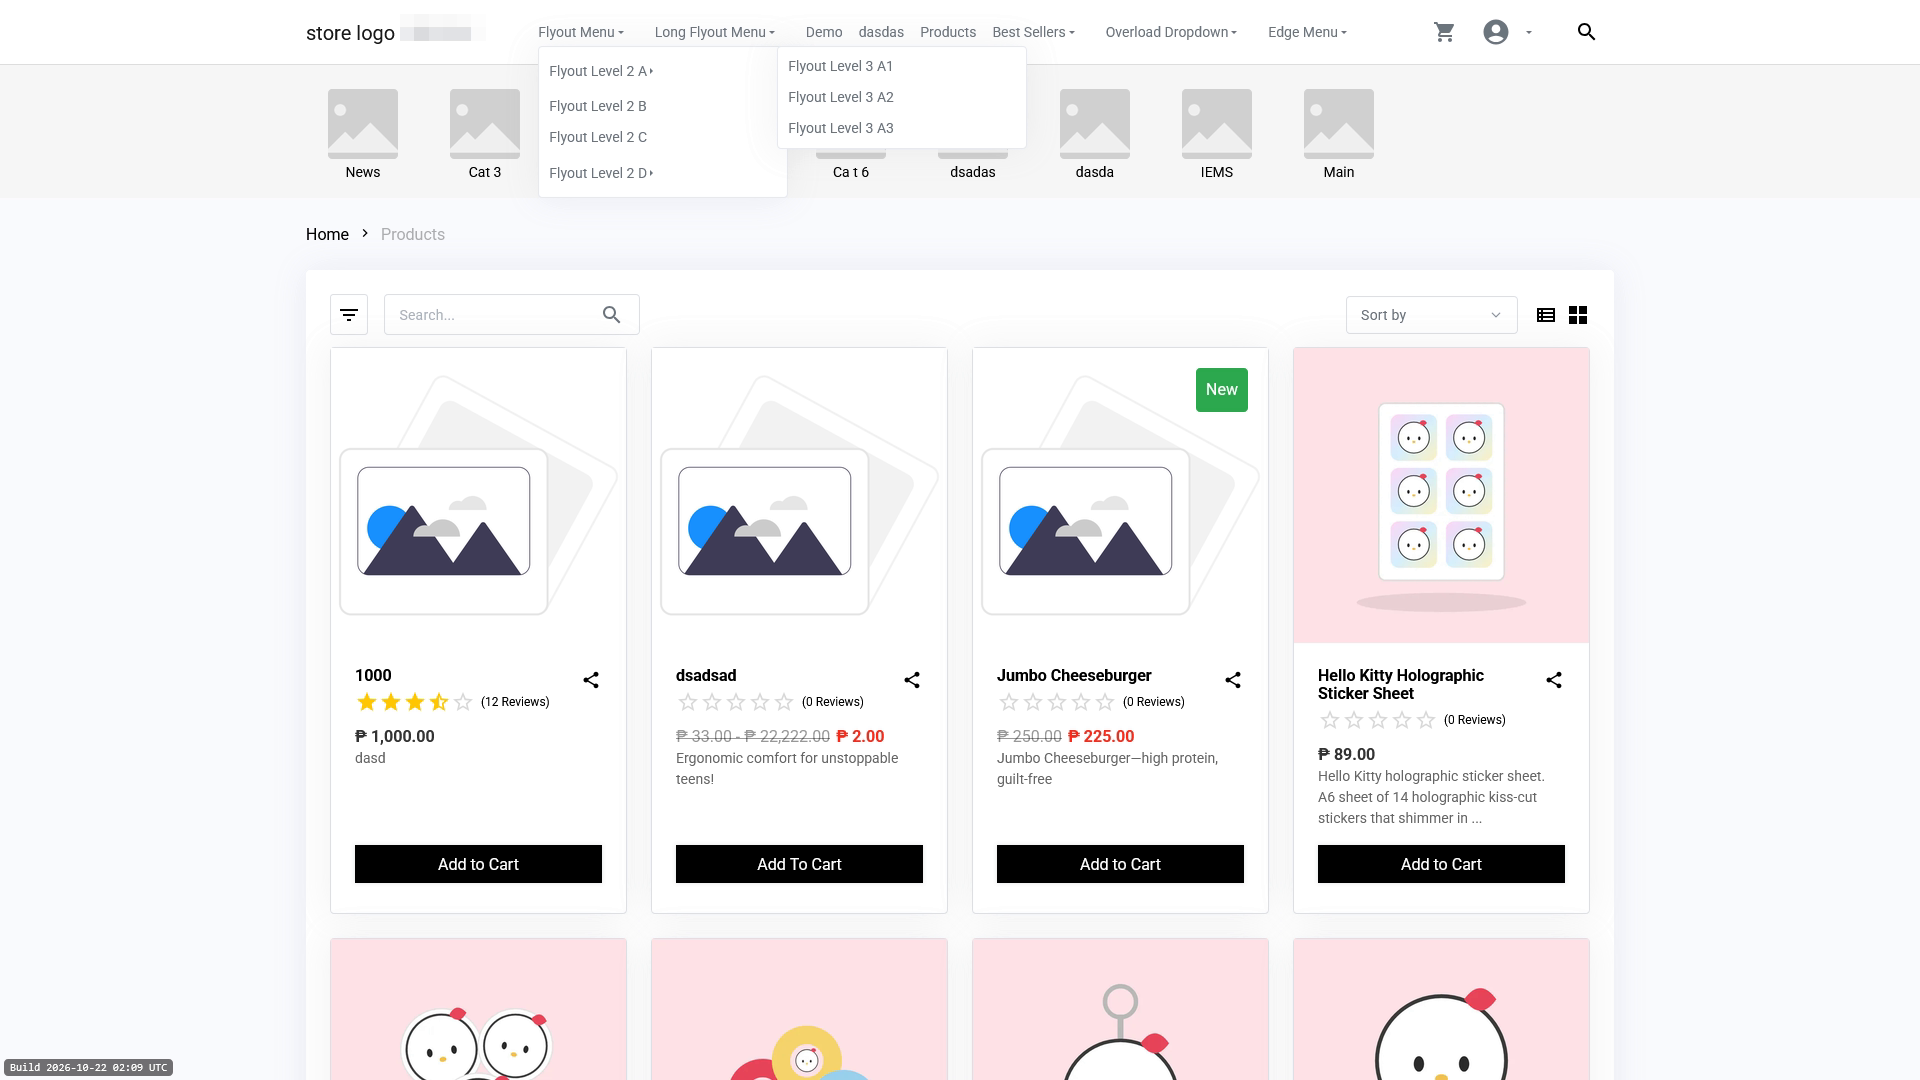 store logo
Flyout Menu
Long Flyout Menu
Demo
dasdas
Products
Best Sellers
Overload Dropdown
Edge Menu
Flyout Level 2 A
Flyout Level 2 B
Flyout Level 2 C
Flyout Level 2 D
Flyout Level 3 A1
Flyout Level 3 A2
Flyout Level 3 A3
News
Cat 3
Ca t 6
dsadas
dasda
IEMS
Main
Home
Products
Search...
Sort by
New
1000
(12 Reviews)
₱ 1,000.00
dasd
Add to Cart
dsadsad
(0 Reviews)
₱ 33.00 - ₱ 22,222.00 ₱ 2.00
Ergonomic comfort for unstoppable
teens!
Add To Cart
Jumbo Cheeseburger
(0 Reviews)
₱ 250.00 ₱ 225.00
Jumbo Cheeseburger—high protein,
guilt-free
Add to Cart
Hello Kitty Holographic
Sticker Sheet
(0 Reviews)
₱ 89.00
Hello Kitty holographic sticker sheet.
A6 sheet of 14 holographic kiss-cut
stickers that shimmer in ...
Add to Cart
Build 2026-10-22 02:09 UTC